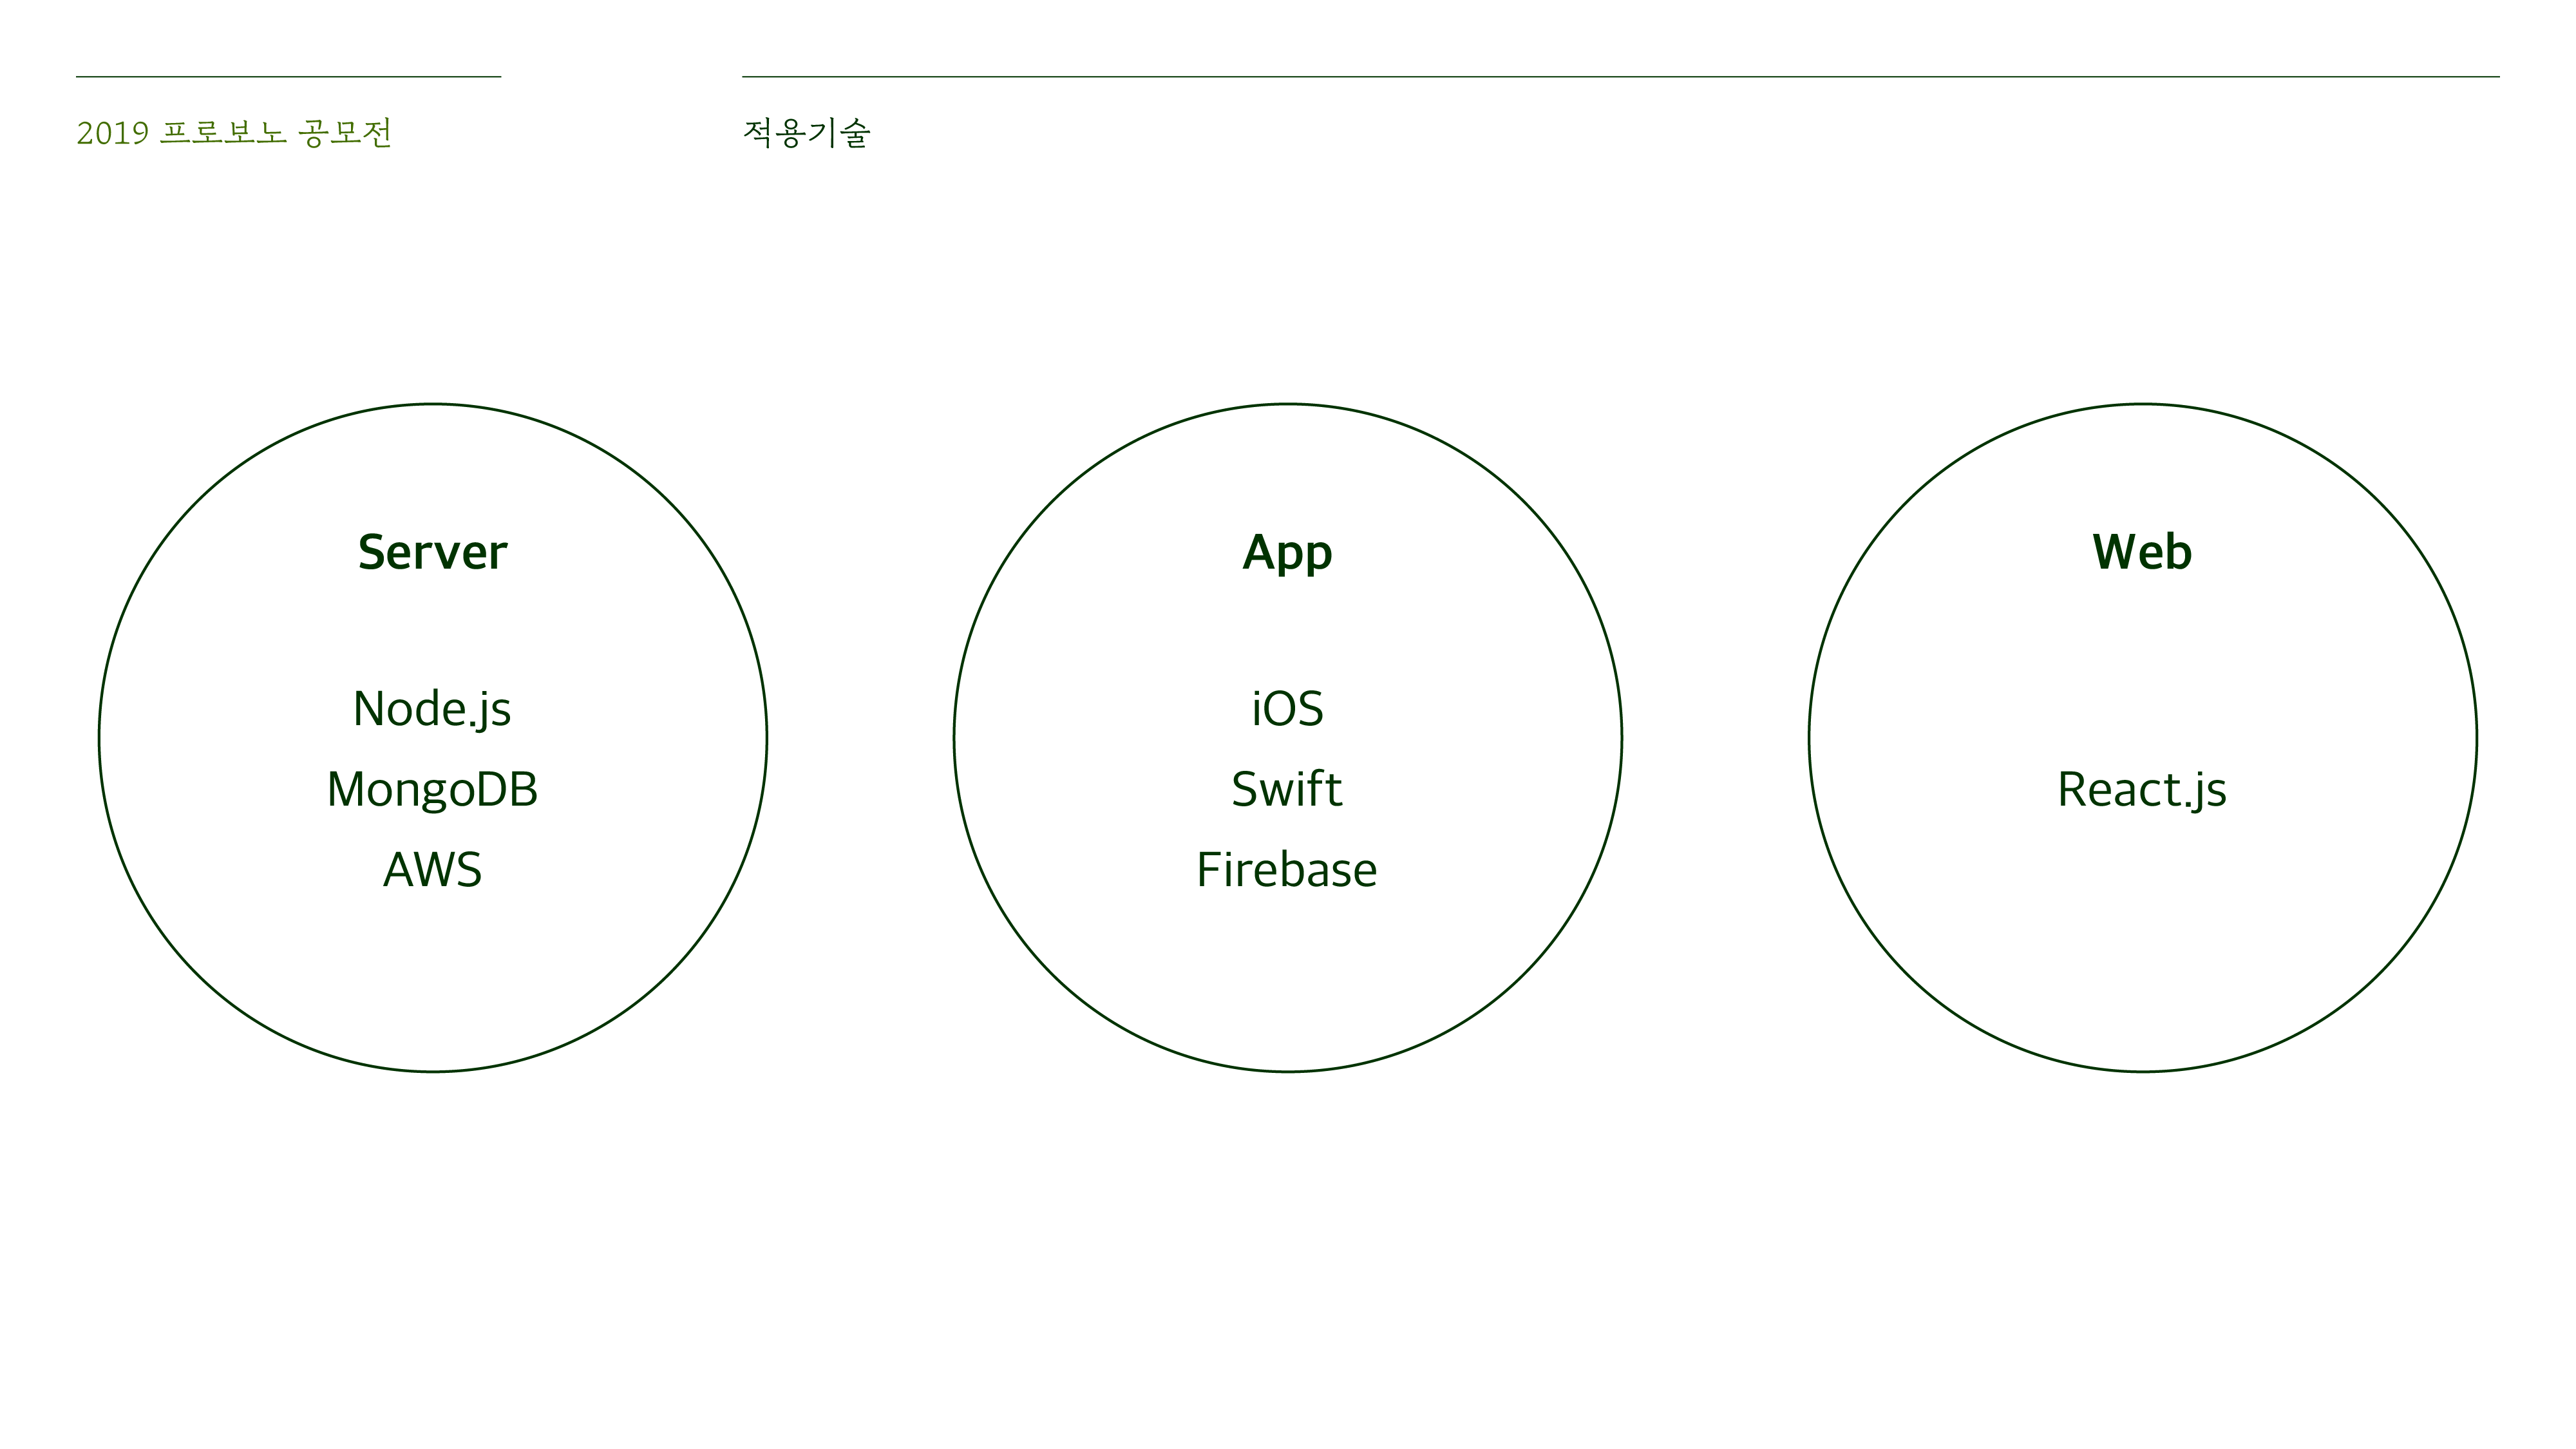 2019 프로보노 공모전
적용기술
Server
Node.js
MongoDB
AWS
App
iOS
Swift
Firebase
Web
React.js